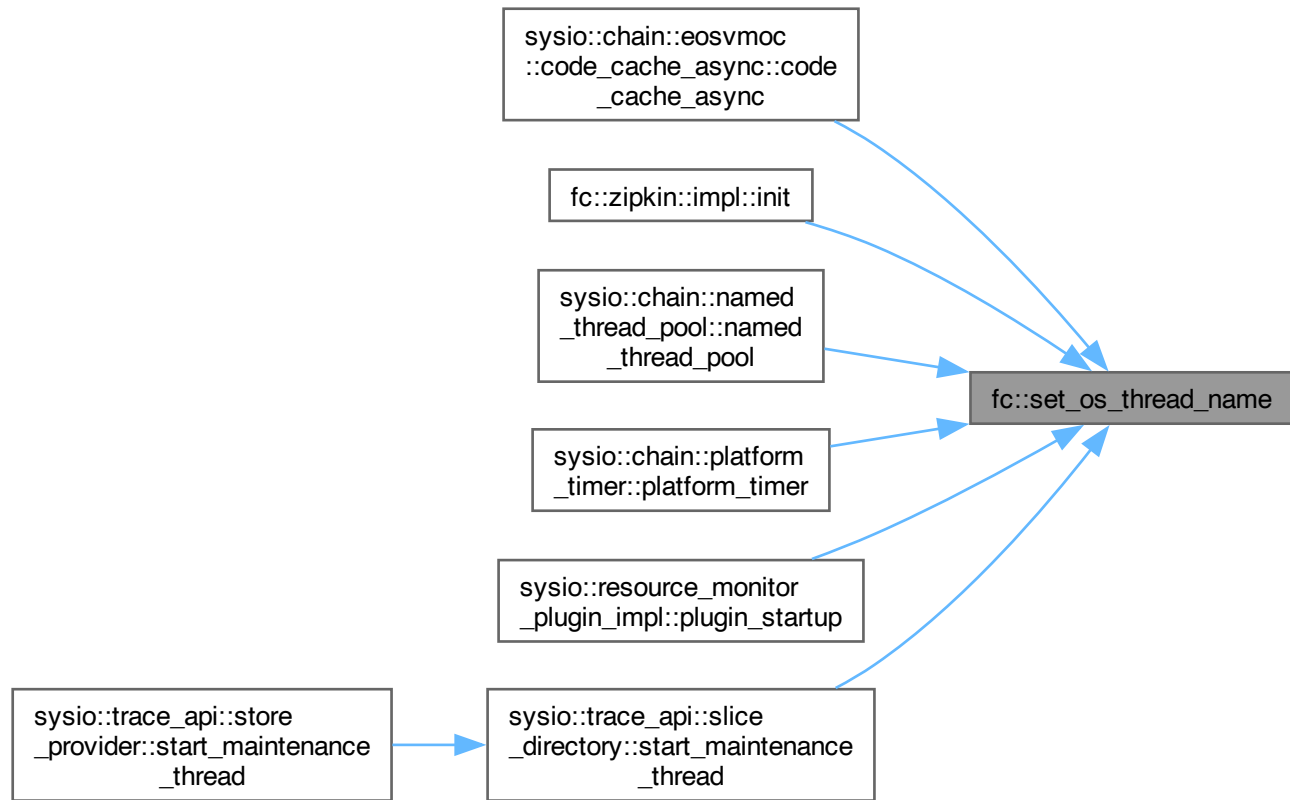 sysio::chain::eosvmoc
::code_cache_async::code
_cache_async
fc::zipkin::impl::init
sysio::chain::named
_thread_pool::named
_thread_pool
fc::set_os_thread_name
sysio::chain::platform
_timer::platform_timer
sysio::resource_monitor
_plugin_impl::plugin_startup
sysio::trace_api::store
_provider::start_maintenance
_thread
sysio::trace_api::slice
_directory::start_maintenance
_thread